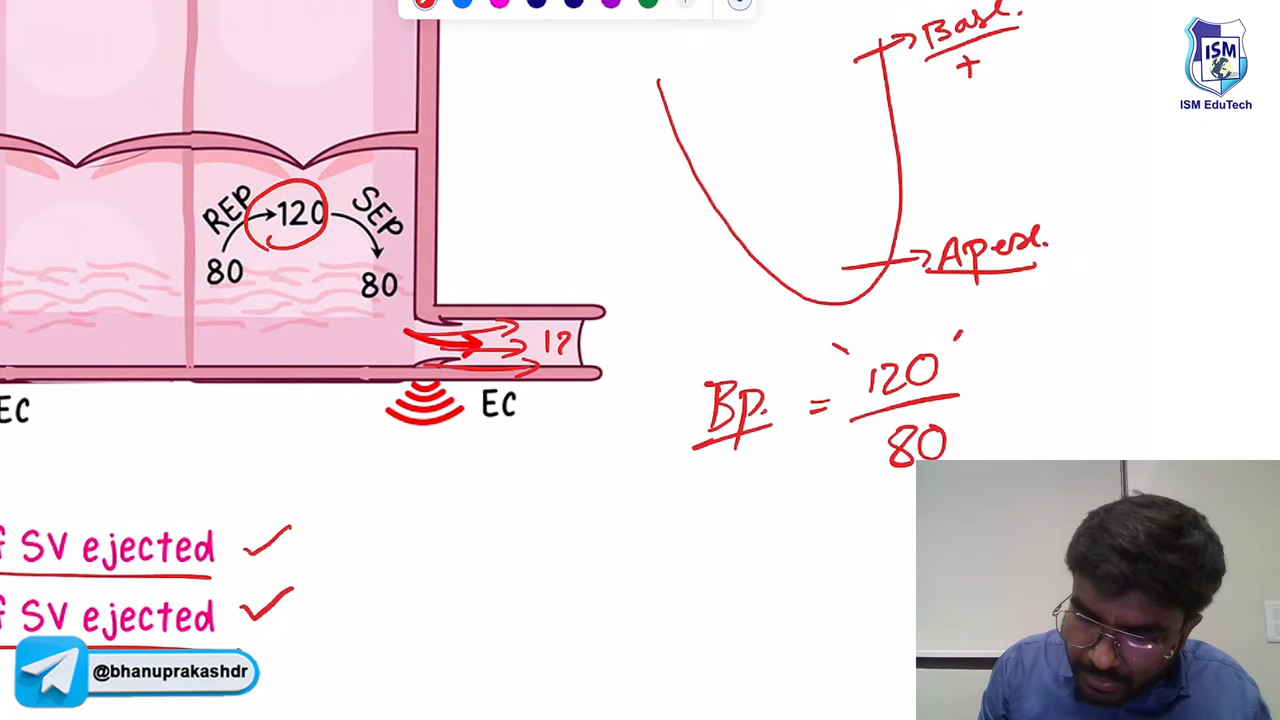 Base.
+
ISM
ISM EduTech
REP
120
SEP
80
80
Apex.
12
EC
EC
BP. = 120
80
f SV ejected
f SV ejected
@bhanuprakashdr